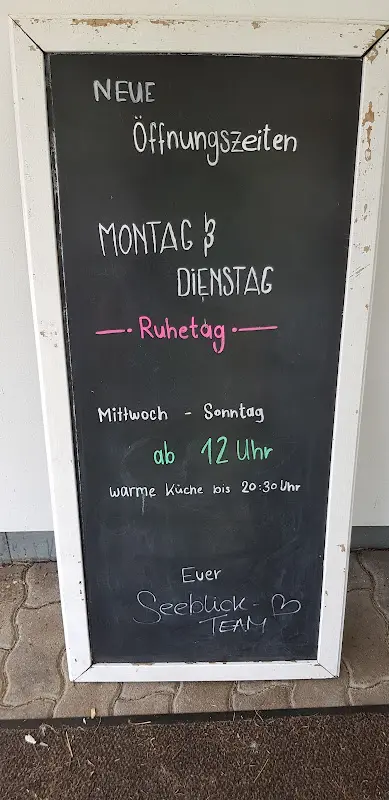 NEUE
Öffnungszeiten
MONTAG &
DIENSTAG
—· Ruhetag ·—
Mittwoch - Sonntag
ab 12 Uhr
warme Küche bis 20:30 Uhr
Euer
Seeblick - ♡
TEAM